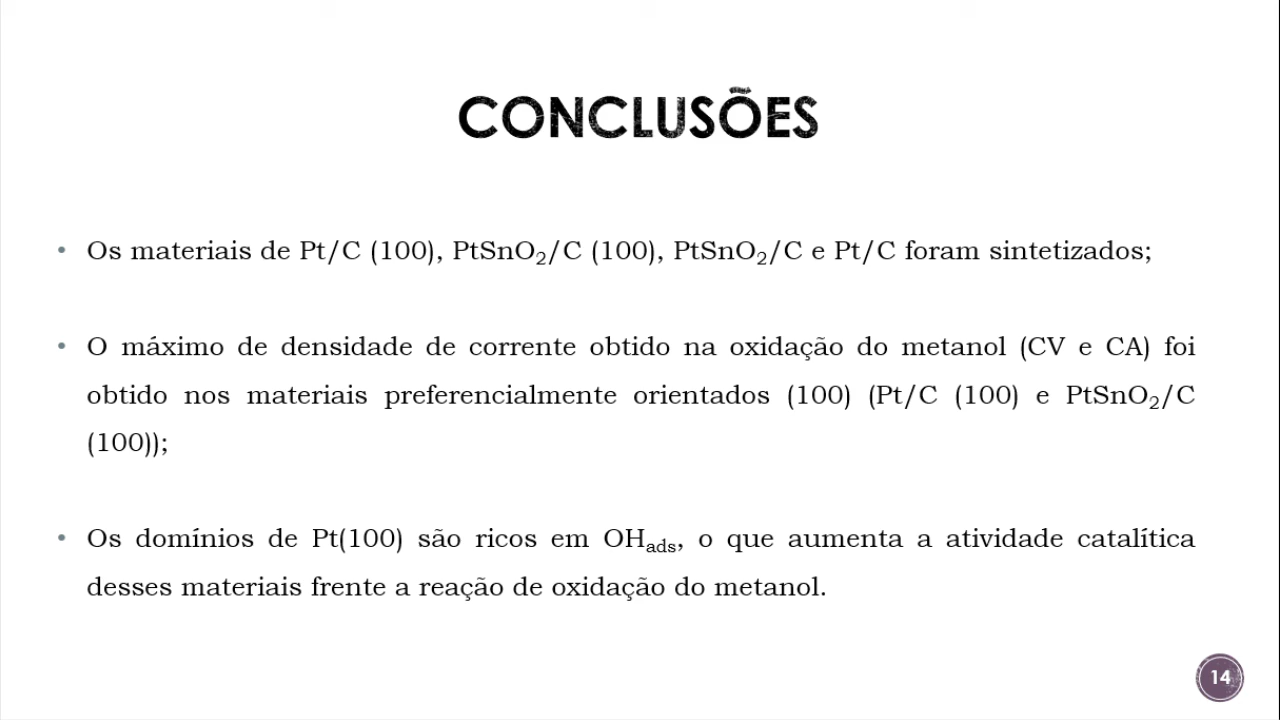 CONCLUSÕES
• Os materiais de Pt/C (100), PtSnO₂/C (100), PtSnO₂/C e Pt/C foram sintetizados;
• O máximo de densidade de corrente obtido na oxidação do metanol (CV e CA) foi
obtido nos materiais preferencialmente orientados (100) (Pt/C (100) e PtSnO₂/C
(100));
• Os domínios de Pt(100) são ricos em OHads, o que aumenta a atividade catalítica
desses materiais frente a reação de oxidação do metanol.
14